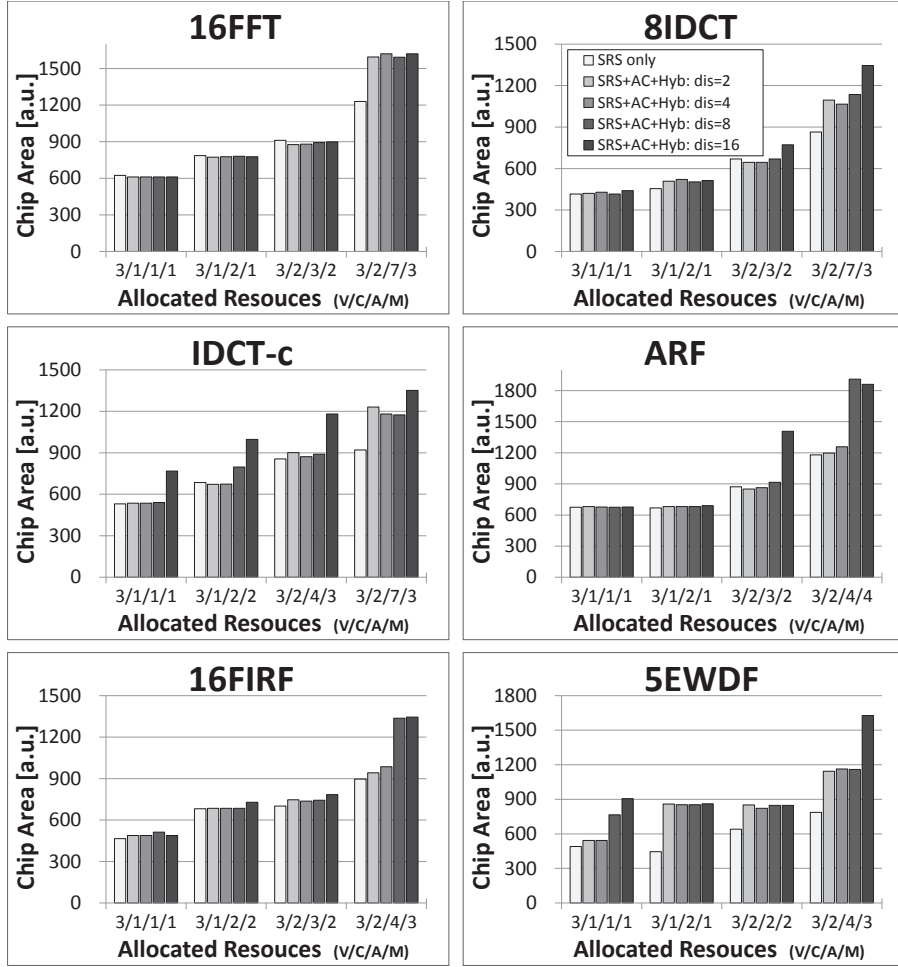 16FFT
Chip Area [a.u.]
1500
1200
900
600
300
0
3/1/1/1 3/1/2/1 3/2/3/2 3/2/7/3
Allocated Resouces (V/C/A/M)
8IDCT
Chip Area [a.u.]
1500
1200
900
600
300
0
SRS only
SRS+AC+Hyb: dis=2
SRS+AC+Hyb: dis=4
SRS+AC+Hyb: dis=8
SRS+AC+Hyb: dis=16
3/1/1/1 3/1/2/1 3/2/3/2 3/2/7/3
Allocated Resouces (V/C/A/M)
IDCT-c
Chip Area [a.u.]
1500
1200
900
600
300
0
3/1/1/1 3/1/2/2 3/2/4/3 3/2/7/3
Allocated Resouces (V/C/A/M)
ARF
Chip Area [a.u.]
1800
1500
1200
900
600
300
0
3/1/1/1 3/1/2/1 3/2/3/2 3/2/4/4
Allocated Resouces (V/C/A/M)
16FIRF
Chip Area [a.u.]
1500
1200
900
600
300
0
3/1/1/1 3/1/2/2 3/2/3/2 3/2/4/3
Allocated Resouces (V/C/A/M)
5EWDF
Chip Area [a.u.]
1800
1500
1200
900
600
300
0
3/1/1/1 3/1/2/1 3/2/2/2 3/2/4/3
Allocated Resouces (V/C/A/M)